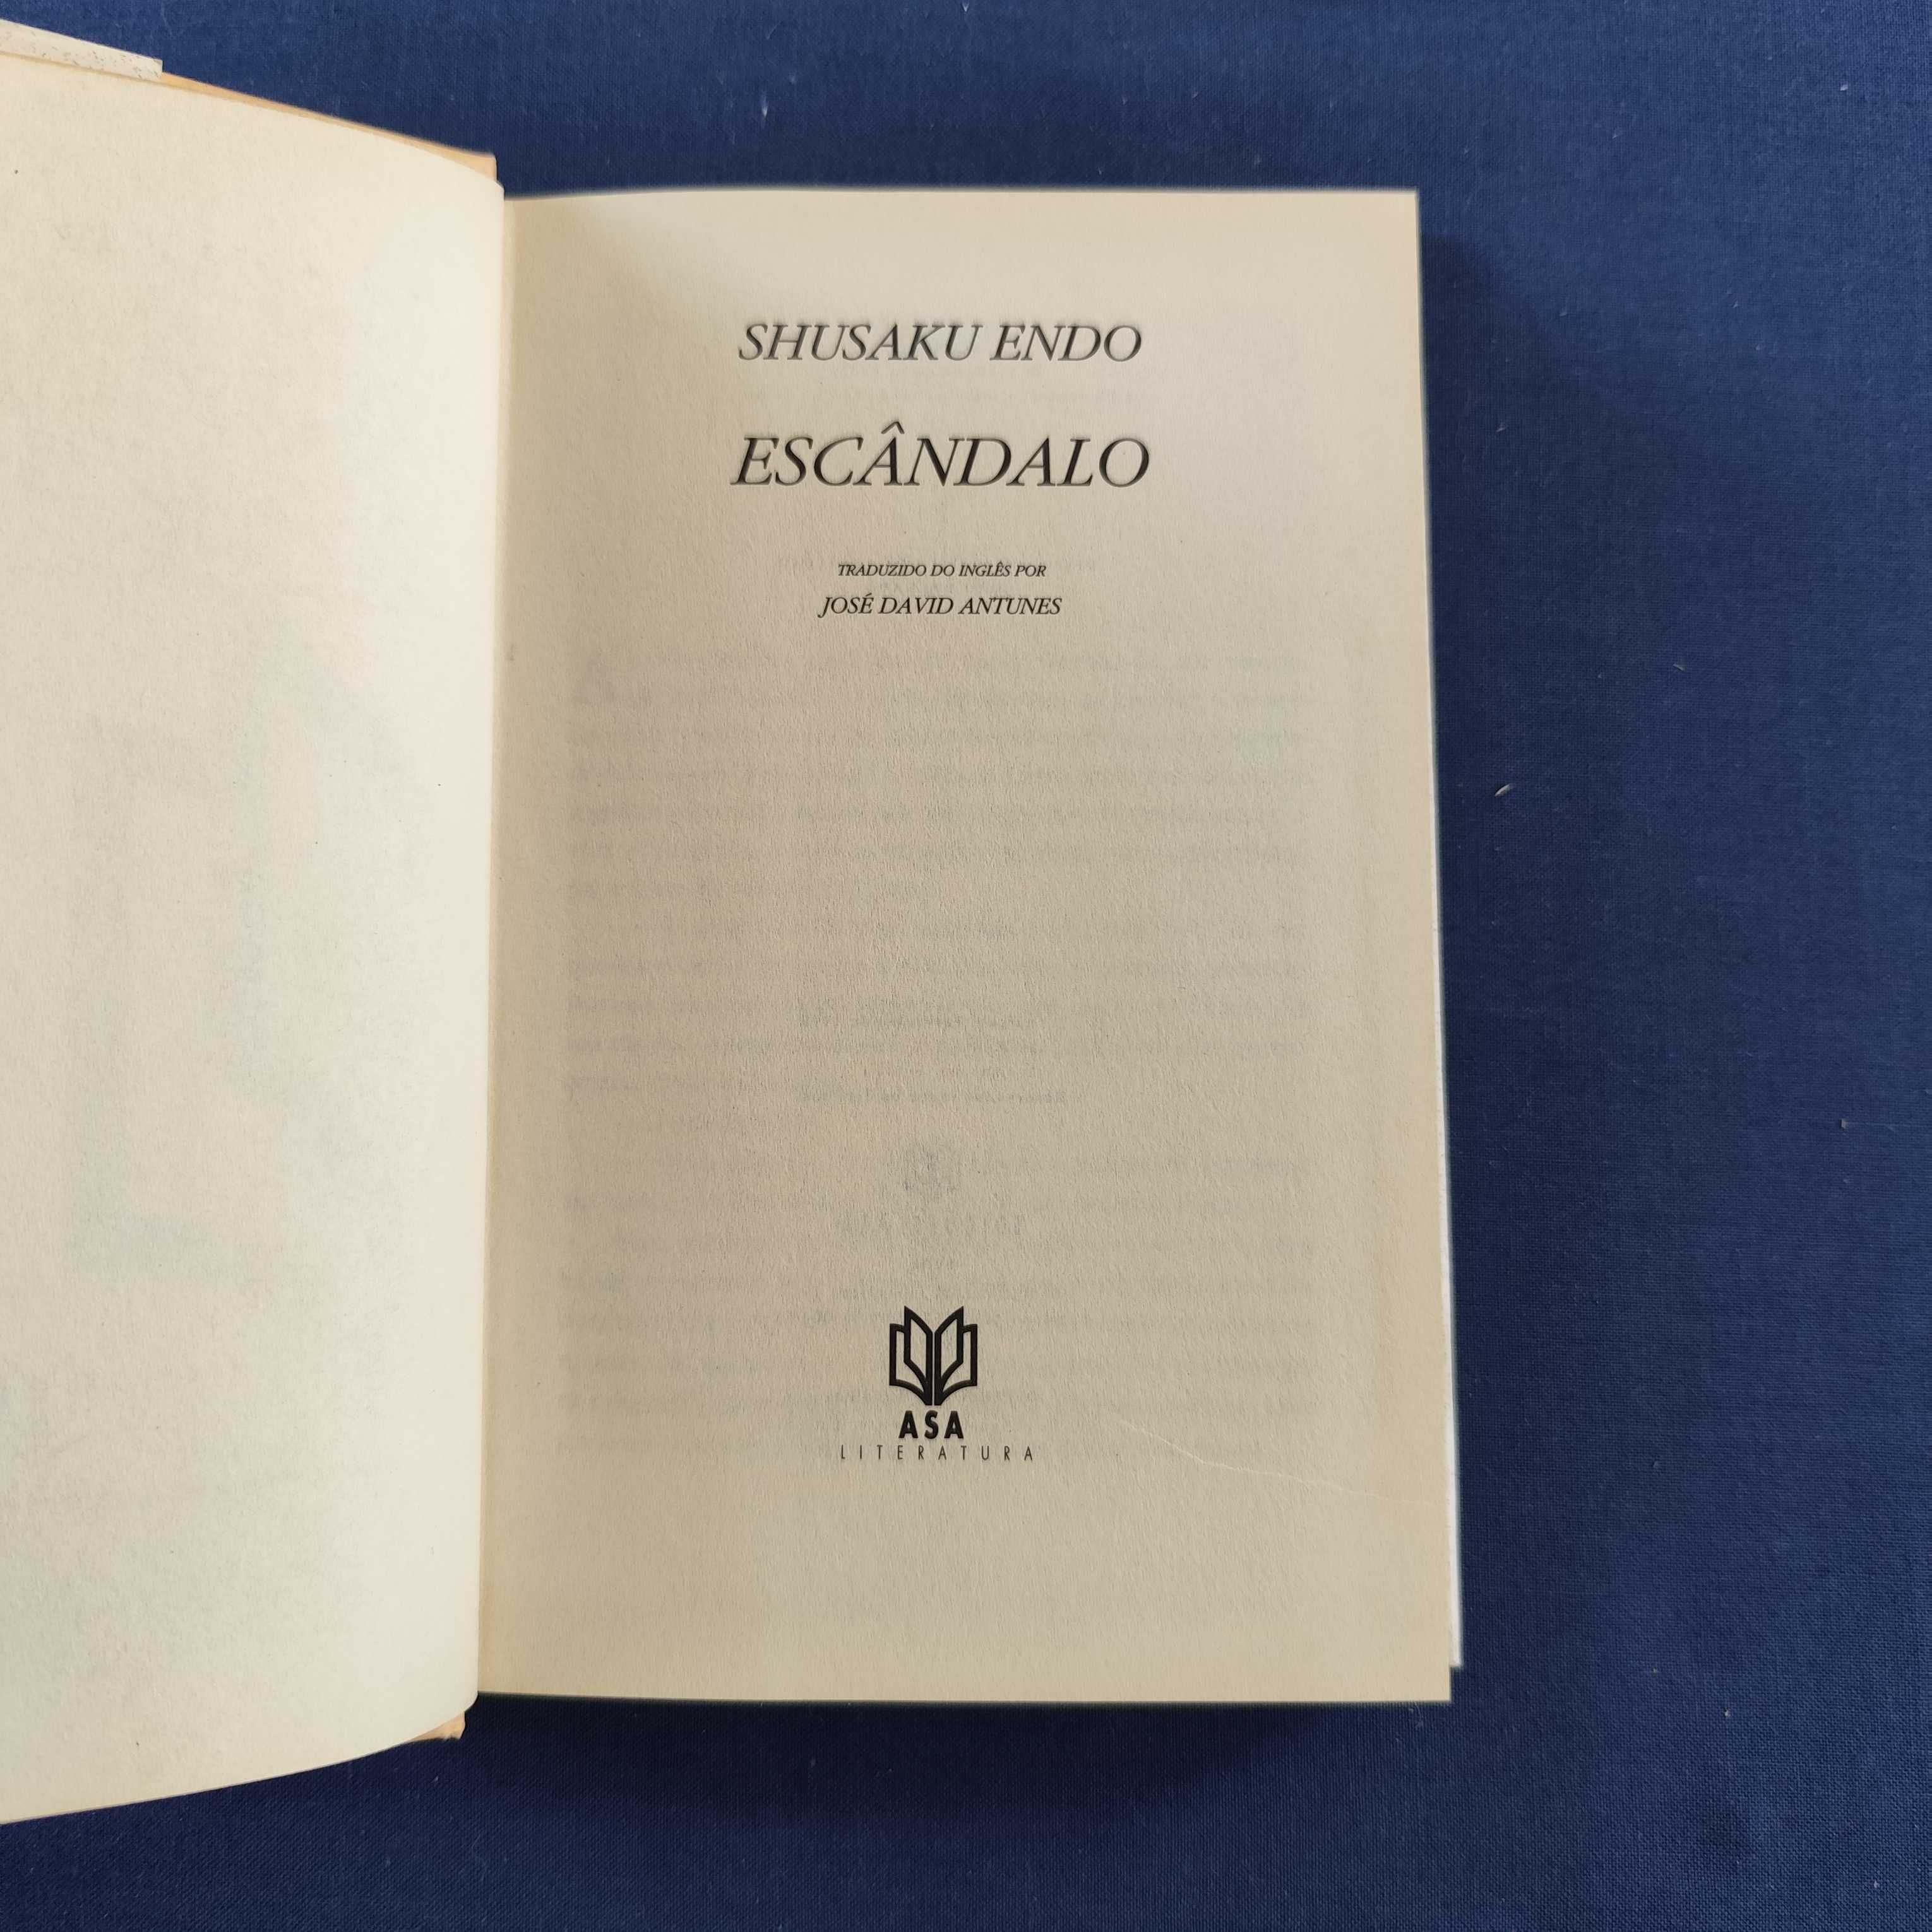 SHUSAKU ENDO
ESCÂNDALO
TRADUZIDO DO INGLÊS POR
JOSÉ DAVID ANTUNES
ASA
LITERATURA